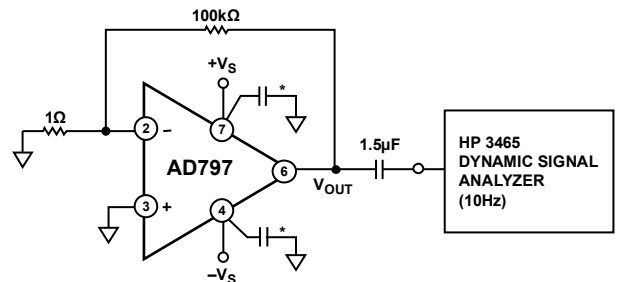 100kΩ
+VS
*
1Ω
2
–
7
1.5µF
HP 3465
DYNAMIC SIGNAL
ANALYZER
(10Hz)
AD797
6
VOUT
3
+
4
*
–VS